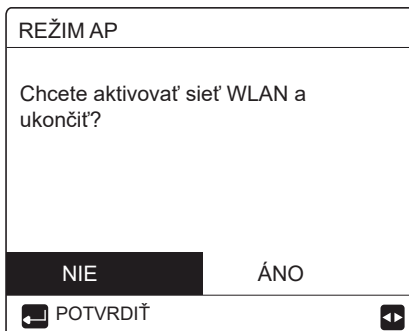 REŽIM AP
Chcete aktivovať sieť WLAN a
ukončiť?
NIE ÁNO
POTVRDIŤ